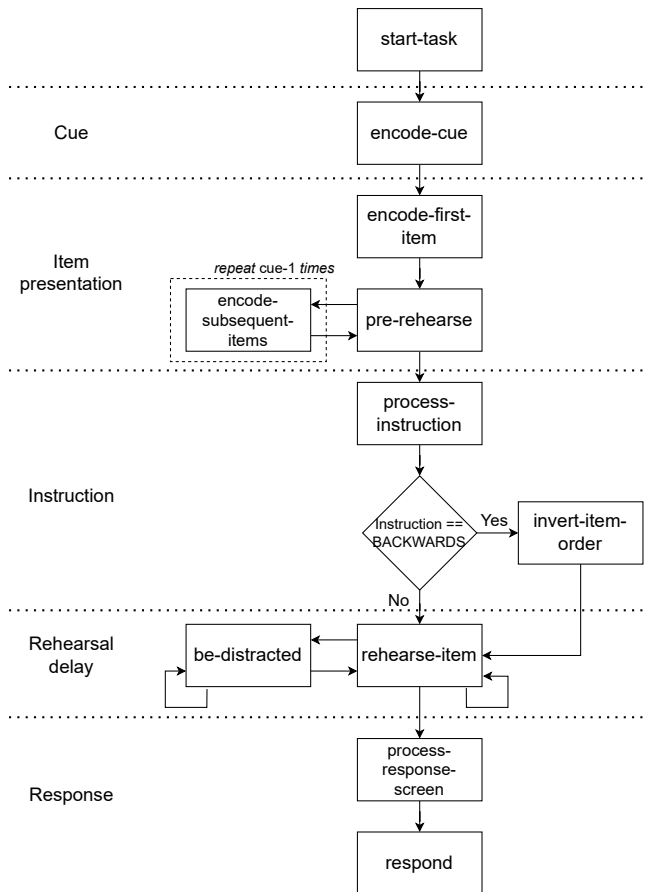 start-task
Cue
encode-cue
encode-first-
item
Item
presentation
repeat cue-1 times
encode-
subsequent-
items
pre-rehearse
process-
instruction
Instruction
Instruction ==
BACKWARDS
Yes
invert-item-
order
No
Rehearsal
delay
be-distracted
rehearse-item
process-
response-
screen
Response
respond